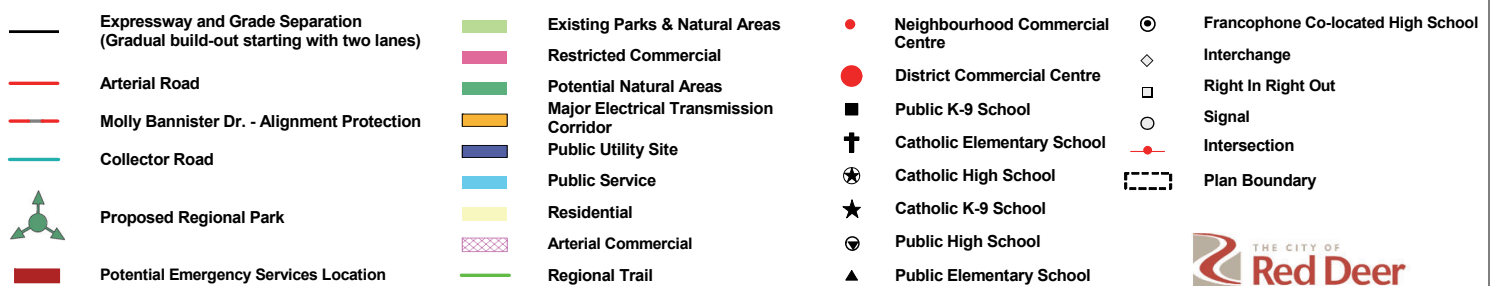 Expressway and Grade Separation
(Gradual build-out starting with two lanes)
Arterial Road
Molly Bannister Dr. - Alignment Protection
Collector Road
Proposed Regional Park
Potential Emergency Services Location
Existing Parks & Natural Areas
Restricted Commercial
Potential Natural Areas
Major Electrical Transmission
Corridor
Public Utility Site
Public Service
Residential
Arterial Commercial
Regional Trail
Neighbourhood Commercial
Centre
District Commercial Centre
Public K-9 School
Catholic Elementary School
Catholic High School
Catholic K-9 School
Public High School
Public Elementary School
Francophone Co-located High School
Interchange
Right In Right Out
Signal
Intersection
Plan Boundary
THE CITY OF
Red Deer